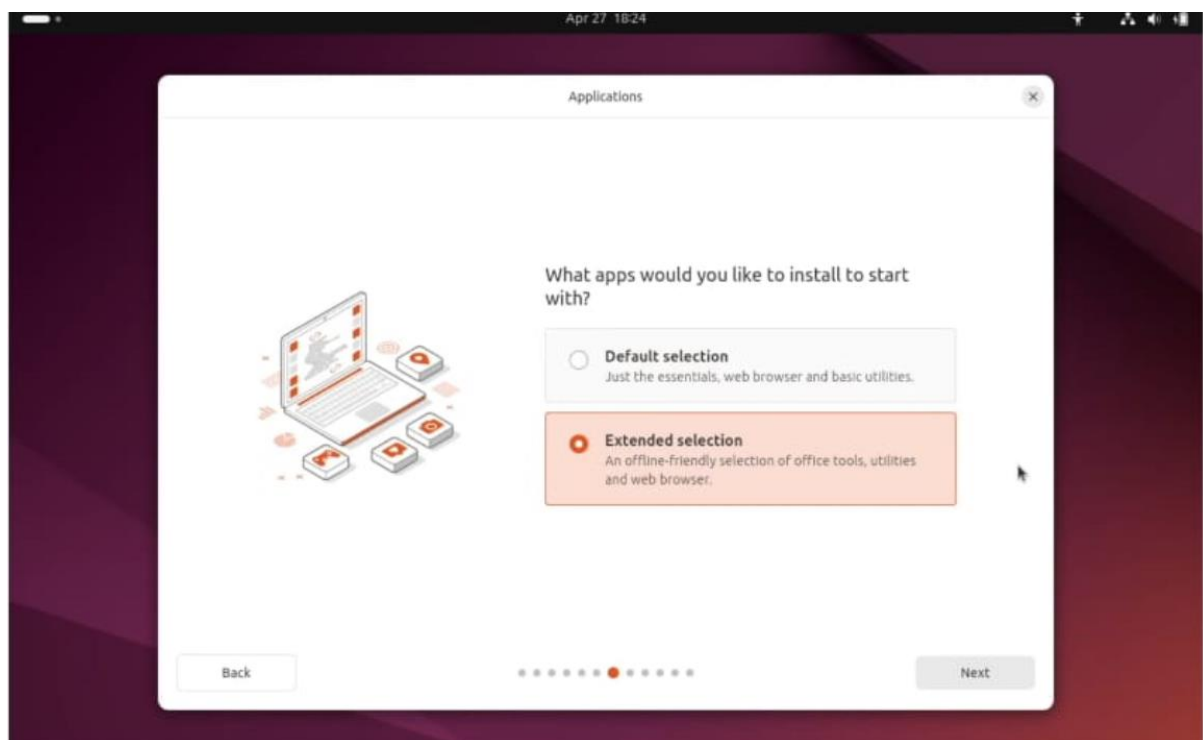 Apr 27 18:24
Applications
What apps would you like to install to start
with?
Default selection
Just the essentials, web browser and basic utilities.
Extended selection
An offline-friendly selection of office tools, utilities
and web browser.
Back
Next